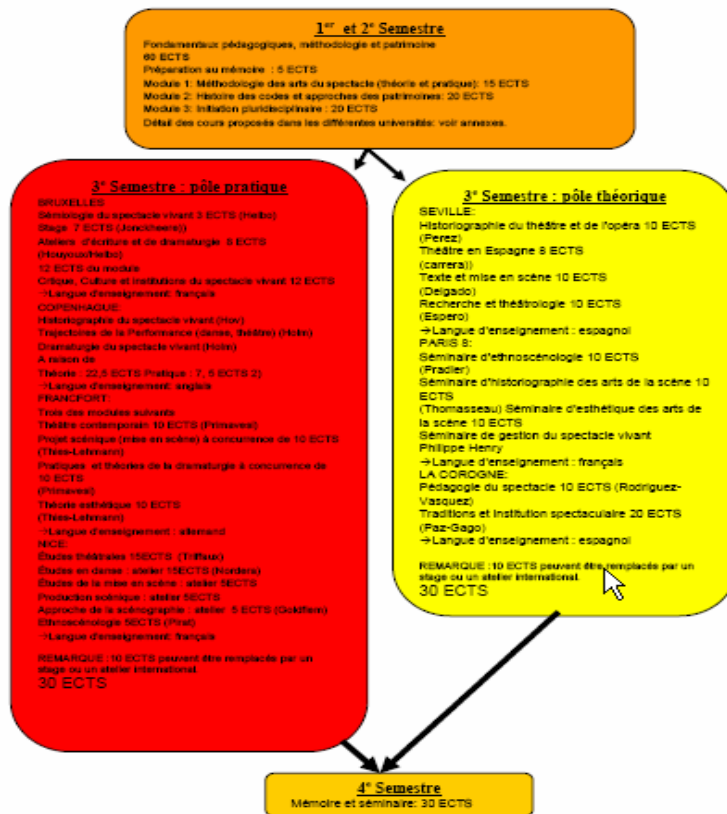 1er et 2e Semestre
Fondamentaux pédagogiques, méthodologie et patrimoine
60 ECTS
Préparation au mémoire : 5 ECTS
Module 1: Méthodologie des arts du spectacle (théorie et pratique): 15 ECTS
Module 2: Histoire des codes et approches des patrimoines: 20 ECTS
Module 3: Initiation pluridisciplinaire : 20 ECTS
Détail des cours proposés dans les différentes universités: voir annexes.
3e Semestre : pôle pratique
BRUXELLES
Sémiologie du spectacle vivant 3 ECTS (Helbo)
Stage 7 ECTS (Jonckheere))
Ateliers d'écriture et de dramaturgie 8 ECTS
(Houyoux/Helbo)
12 ECTS du module
Critique, Culture et institutions du spectacle vivant 12 ECTS
→Langue d'enseignement: français
COPENHAGUE:
Historiographie du spectacle vivant (Hov)
Trajectoires de la Performance (danse, théâtre) (Holm)
Dramaturgie du spectacle vivant (Holm)
A raison de
Théorie : 22,5 ECTS Pratique : 7, 5 ECTS 2)
→Langue d'enseignement: anglais
FRANCFORT:
Trois des modules suivants
Théâtre contemporain 10 ECTS (Primavesi)
Projet scénique (mise en scène) à concurrence de 10 ECTS
(Thies-Lehmann)
Pratiques et théories de la dramaturgie à concurrence de
10 ECTS
(Primavesi)
Théorie esthétique 10 ECTS
(Thies-Lehmann)
→Langue d'enseignement : allemand
NICE:
Études théâtrales 15ECTS (Triffaux)
Études en danse : atelier 15ECTS (Nordera)
Études de la mise en scène : atelier 5ECTS
Production scénique : atelier 5ECTS
Approche de la scénographie : atelier 5 ECTS
Ethnoscénologie 5ECTS (Pirat)
→Langue d'enseignement: français
REMARQUE :10 ECTS peuvent être remplacés par un
stage ou un atelier international.
30 ECTS
3e Semestre : pôle théorique
SEVILLE:
Historiographie du théâtre et de l'opéra 10 ECTS
(Perez)
Théâtre en Espagne 8 ECTS
(carrera))
Texte et mise en scène 10 ECTS
(Delgado)
Recherche et théâtrologie 10 ECTS
(Espero)
→Langue d'enseignement : espagnol
PARIS 8:
Séminaire d'ethnoscénologie 10 ECTS
(Pradier)
Séminaire d'historiographie des arts de la scène 10
ECTS
(Thomasseau) Séminaire d'esthétique des arts de
la scène 10 ECTS
Séminaire de gestion du spectacle vivant
Philippe Henry
→Langue d'enseignement : français
LA COROGNE:
Pédagogie du spectacle 10 ECTS (Rodriguez-
Vasquez)
Traditions et institution spectaculaire 20 ECTS
(Paz-Gago)
→Langue d'enseignement : espagnol
REMARQUE :10 ECTS peuvent être remplacés par un
stage ou un atelier international.
30 ECTS
4e Semestre
Mémoire et séminaire: 30 ECTS